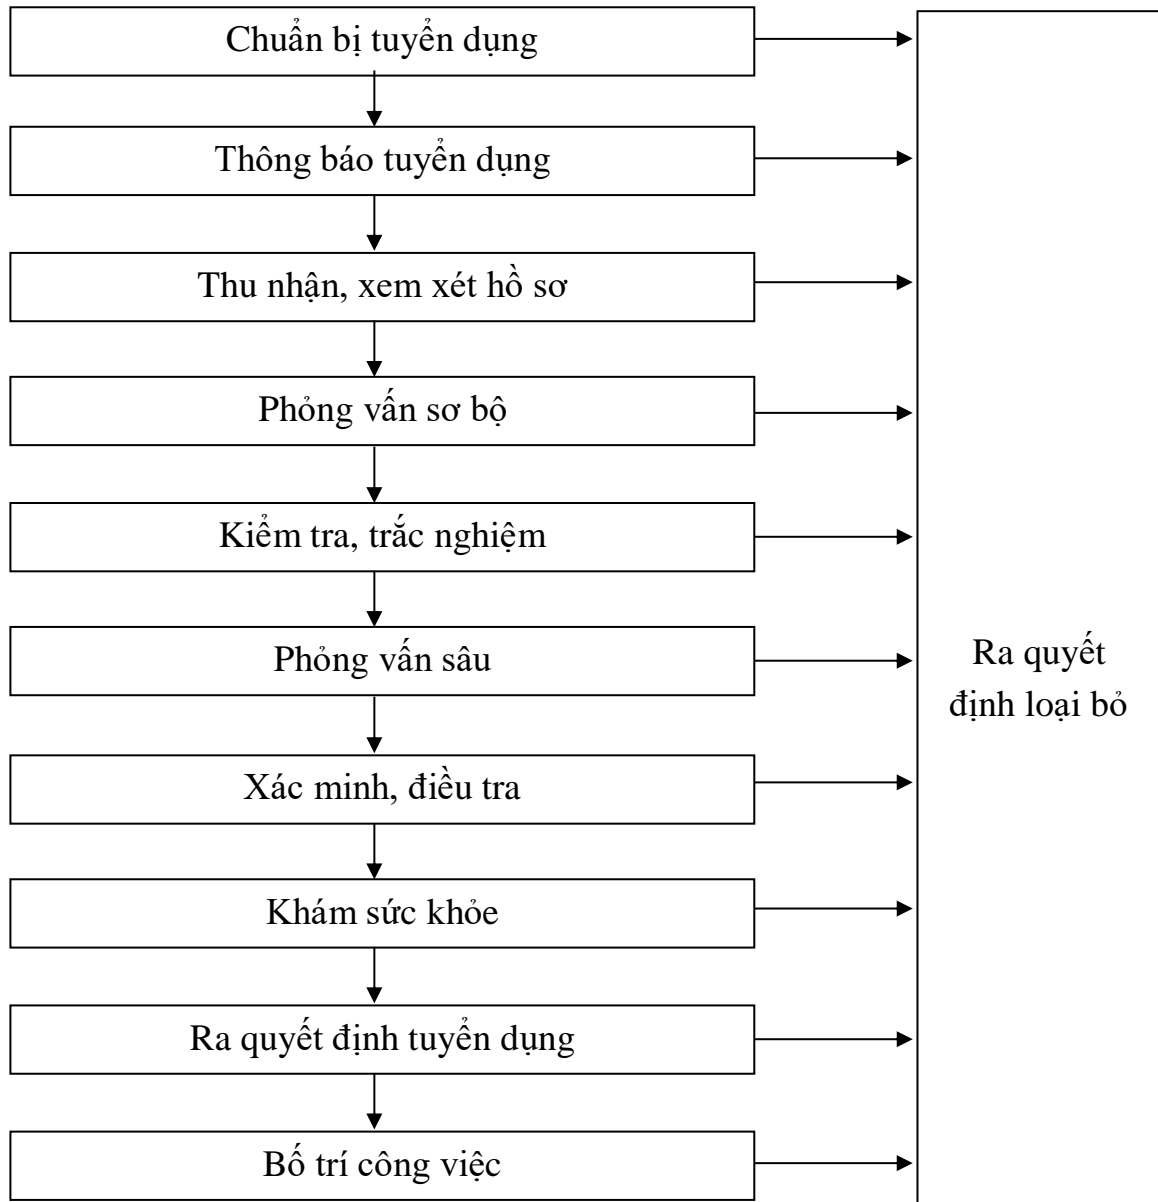 Chuẩn bị tuyển dụng
Thông báo tuyển dụng
Thu nhận, xem xét hồ sơ
Phỏng vấn sơ bộ
Kiểm tra, trắc nghiệm
Phỏng vấn sâu
Xác minh, điều tra
Khám sức khỏe
Ra quyết định tuyển dụng
Bố trí công việc
Ra quyết
định loại bỏ